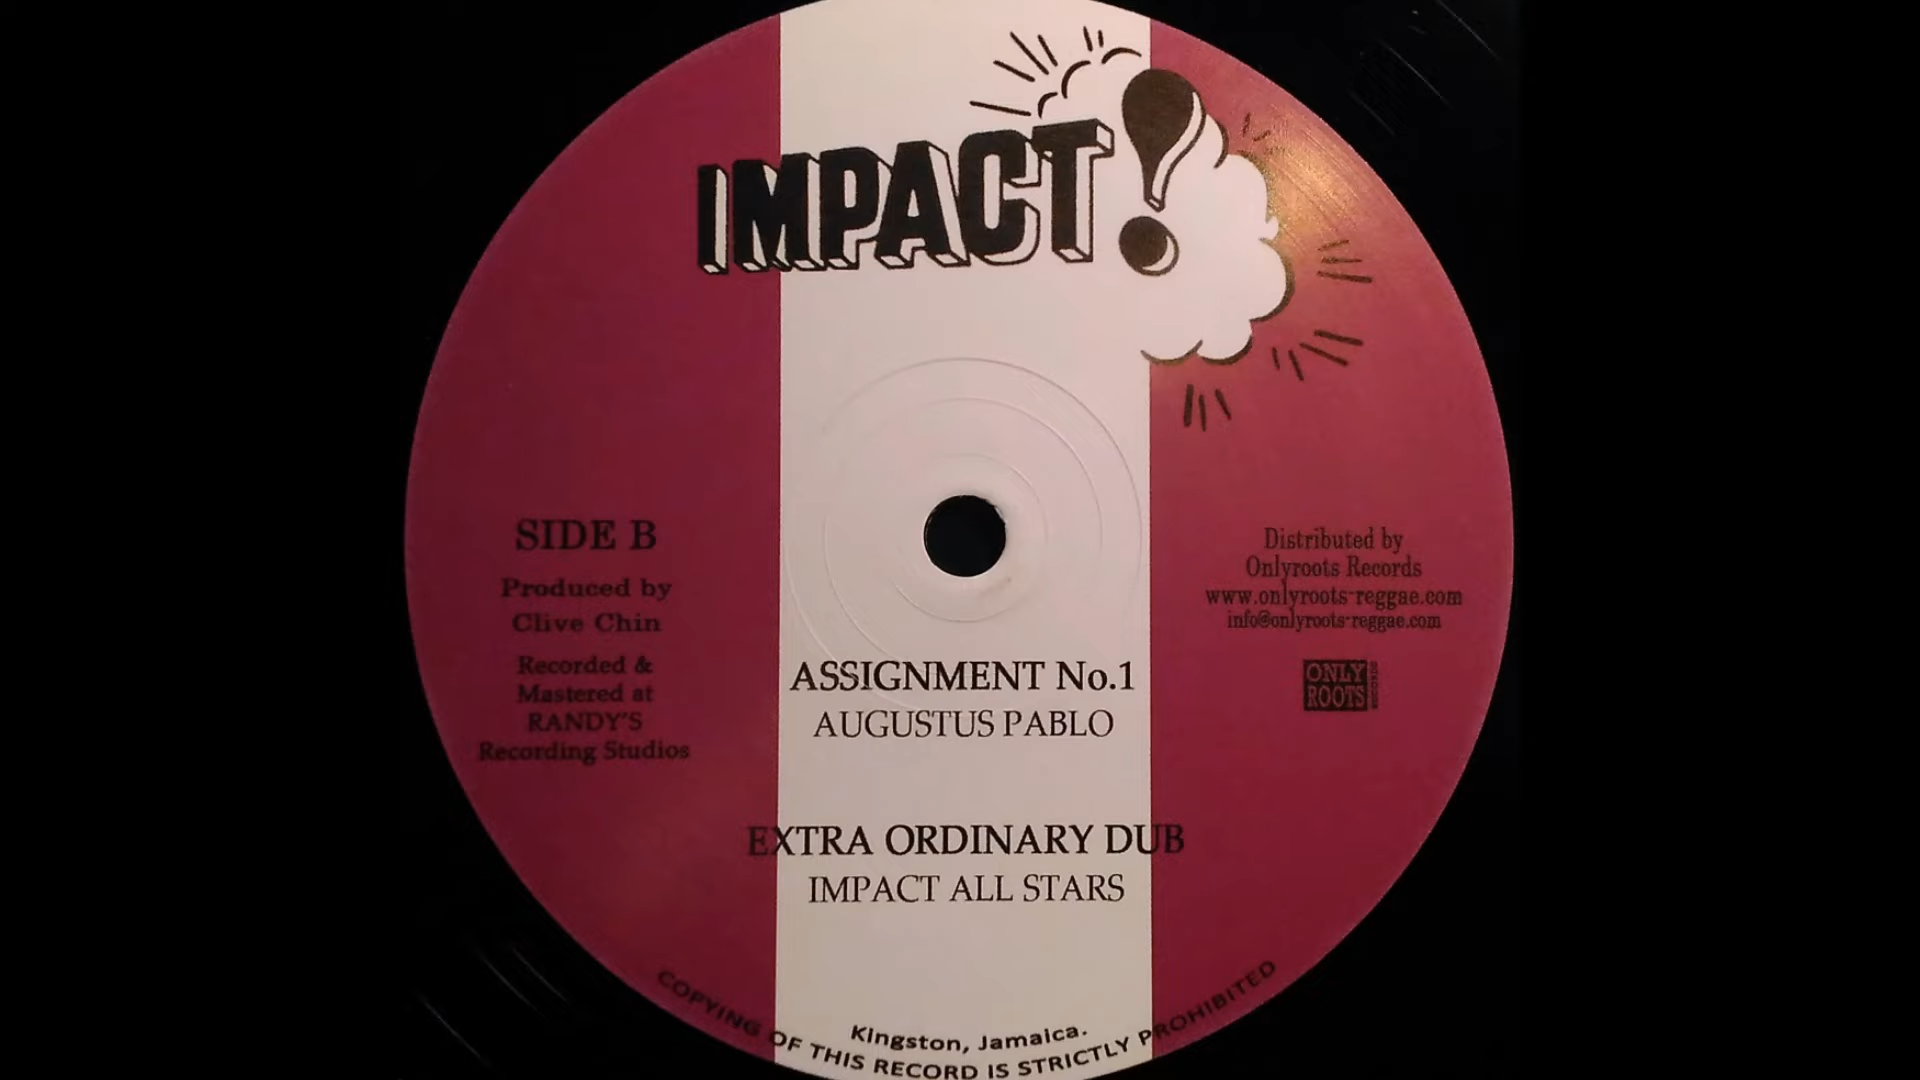 IMPACT!
SIDE B
Produced by
Clive Chin
Recorded &
Mastered at
RANDY'S
Recording Studios
Distributed by
Onlyroots Records
www.onlyroots-reggae.com
info@onlyroots-reggae.com
ONLY
ROOTS
ASSIGNMENT No.1
AUGUSTUS PABLO
EXTRA ORDINARY DUB
IMPACT ALL STARS
Kingston, Jamaica.
COPYING OF THIS RECORD IS STRICTLY PROHIBITED